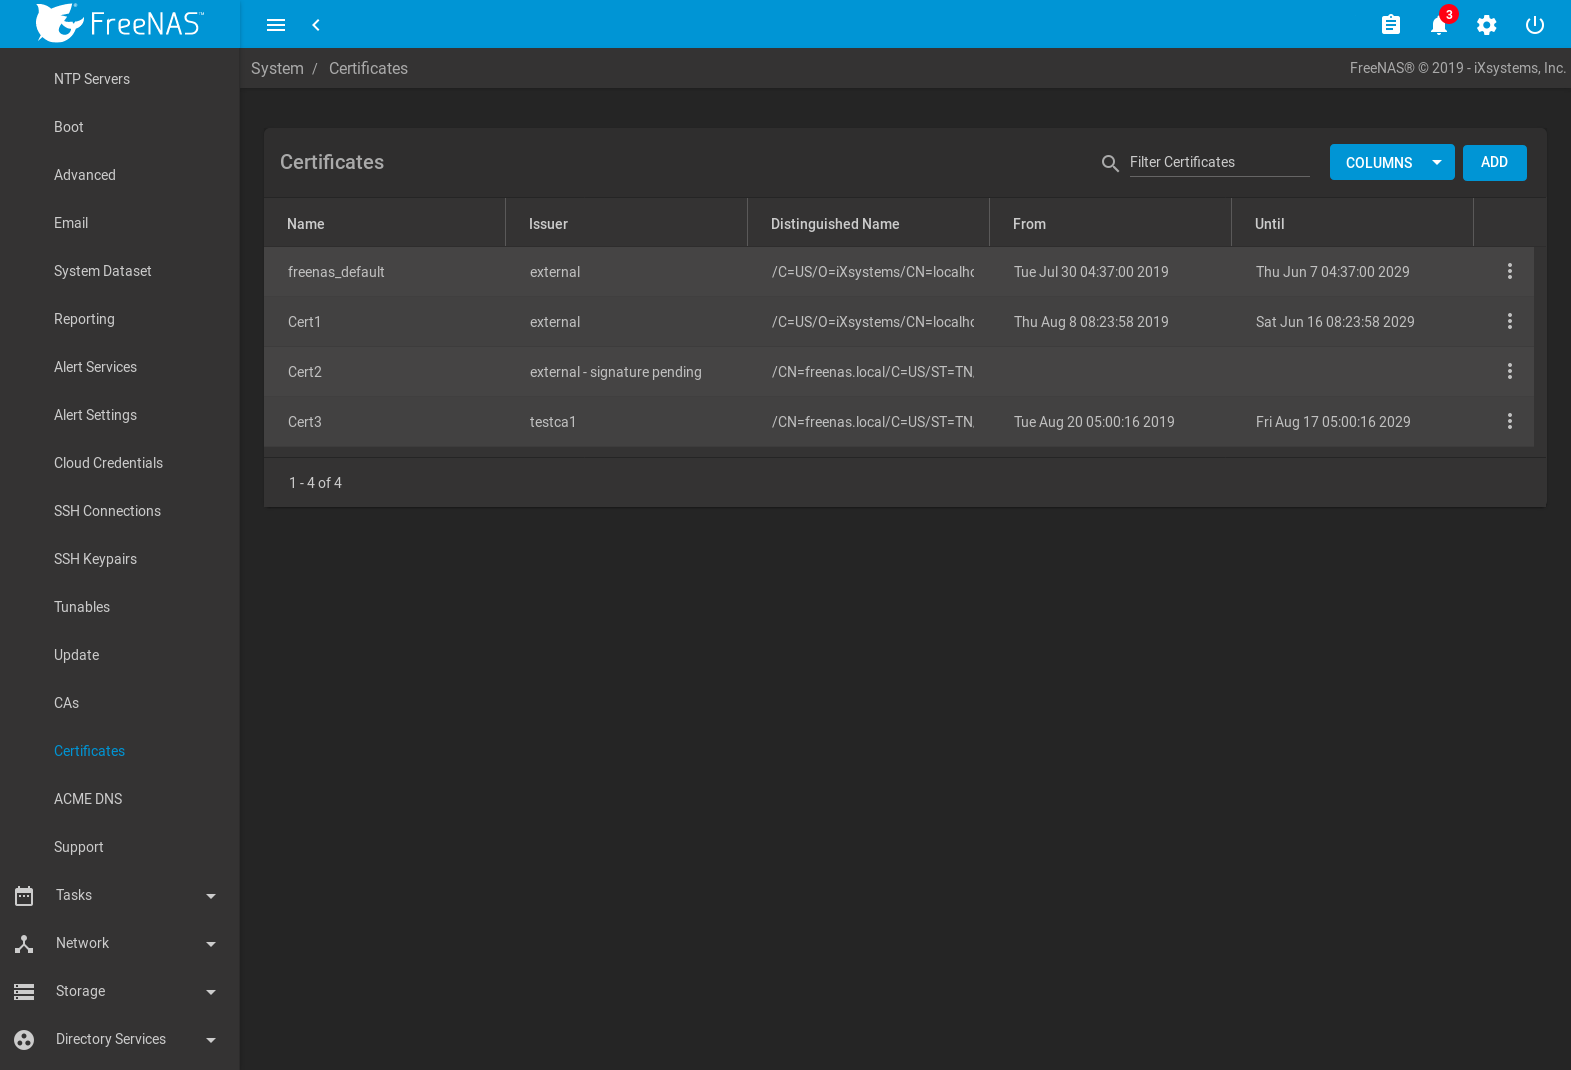 FreeNAS™
3
System / Certificates
FreeNAS® © 2019 - iXsystems, Inc.
NTP Servers
Boot
Advanced
Email
System Dataset
Reporting
Alert Services
Alert Settings
Cloud Credentials
SSH Connections
SSH Keypairs
Tunables
Update
CAs
Certificates
ACME DNS
Support
Tasks
Network
Storage
Directory Services
Certificates
Filter Certificates
COLUMNS
ADD
Name Issuer Distinguished Name From Until
freenas_default external /C=US/O=iXsystems/CN=localho Tue Jul 30 04:37:00 2019 Thu Jun 7 04:37:00 2029
Cert1 external /C=US/O=iXsystems/CN=localho Thu Aug 8 08:23:58 2019 Sat Jun 16 08:23:58 2029
Cert2 external - signature pending /CN=freenas.local/C=US/ST=TN/
Cert3 testca1 /CN=freenas.local/C=US/ST=TN/ Tue Aug 20 05:00:16 2019 Fri Aug 17 05:00:16 2029
1 - 4 of 4